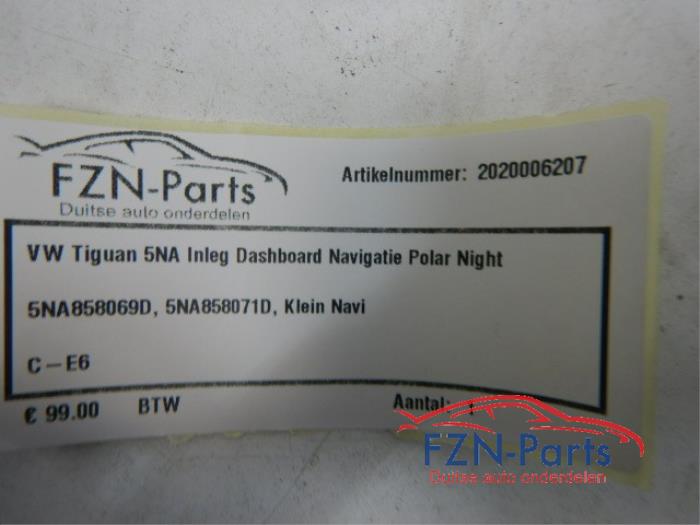 FZN-Parts
Duitse auto onderdelen
Artikelnummer: 2020006207
VW Tiguan 5NA Inleg Dashboard Navigatie Polar Night
5NA858069D, 5NA858071D, Klein Navi
C-E6
€ 99.00 BTW Aantal: 1
FZN-Parts
Duitse auto onderdelen